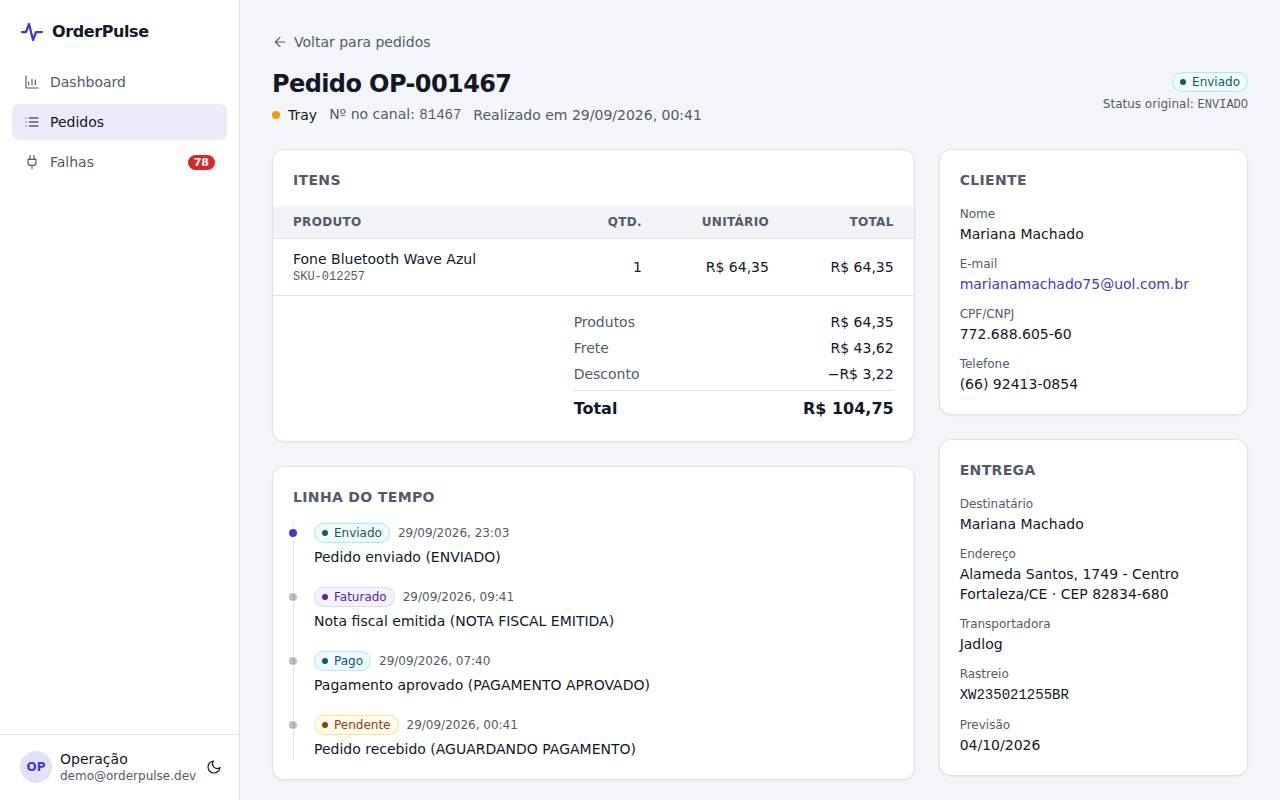 OrderPulse
Dashboard
Pedidos
Falhas 78
OP Operação
demo@orderpulse.dev
Voltar para pedidos
Pedido OP-001467
Enviado
Tray Nº no canal: 81467 Realizado em 29/09/2026, 00:41
Status original: ENVIADO
ITENS
PRODUTO QTD. UNITÁRIO TOTAL
Fone Bluetooth Wave Azul 1 R$ 64,35 R$ 64,35
SKU-012257
Produtos R$ 64,35
Frete R$ 43,62
Desconto −R$ 3,22
Total R$ 104,75
LINHA DO TEMPO
Enviado 29/09/2026, 23:03
Pedido enviado (ENVIADO)
Faturado 29/09/2026, 09:41
Nota fiscal emitida (NOTA FISCAL EMITIDA)
Pago 29/09/2026, 07:40
Pagamento aprovado (PAGAMENTO APROVADO)
Pendente 29/09/2026, 00:41
Pedido recebido (AGUARDANDO PAGAMENTO)
CLIENTE
Nome
Mariana Machado
E-mail
marianamachado75@uol.com.br
CPF/CNPJ
772.688.605-60
Telefone
(66) 92413-0854
ENTREGA
Destinatário
Mariana Machado
Endereço
Alameda Santos, 1749 - Centro
Fortaleza/CE · CEP 82834-680
Transportadora
Jadlog
Rastreio
XW235021255BR
Previsão
04/10/2026